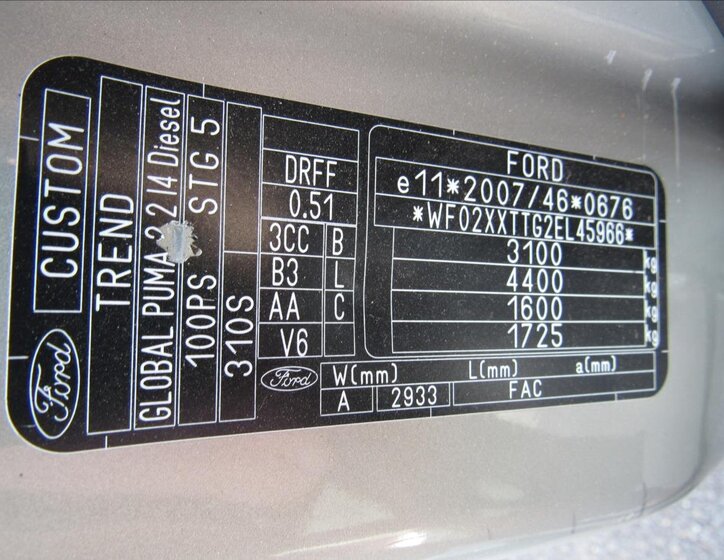 Ford
CUSTOM
TREND
GLOBAL PUMA 2.2 I4 Diesel
100PS STG 5
310S
DRFF
0.51
3CC B
B3 L
AA C
V6
FORD
e11*2007/46*0676
*WF02XXTTG2EL45966*
3100 kg
4400 kg
1600 kg
1725 kg
Ford
W(mm) L(mm) a(mm)
A 2933 FAC